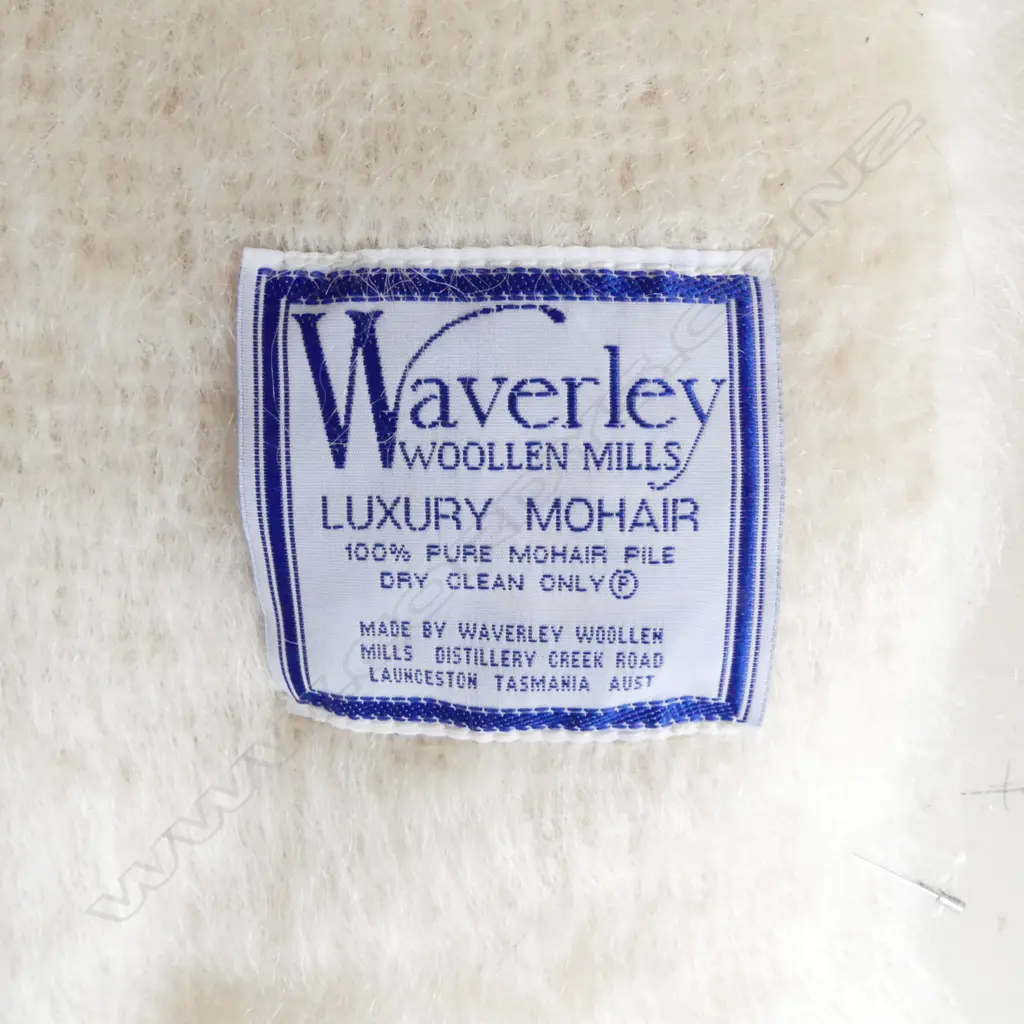 Waverley
WOOLLEN MILLS
LUXURY MOHAIR
100% PURE MOHAIR PILE
DRY CLEAN ONLY Ⓟ
MADE BY WAVERLEY WOOLLEN
MILLS DISTILLERY CREEK ROAD
LAUNCESTON TASMANIA AUST